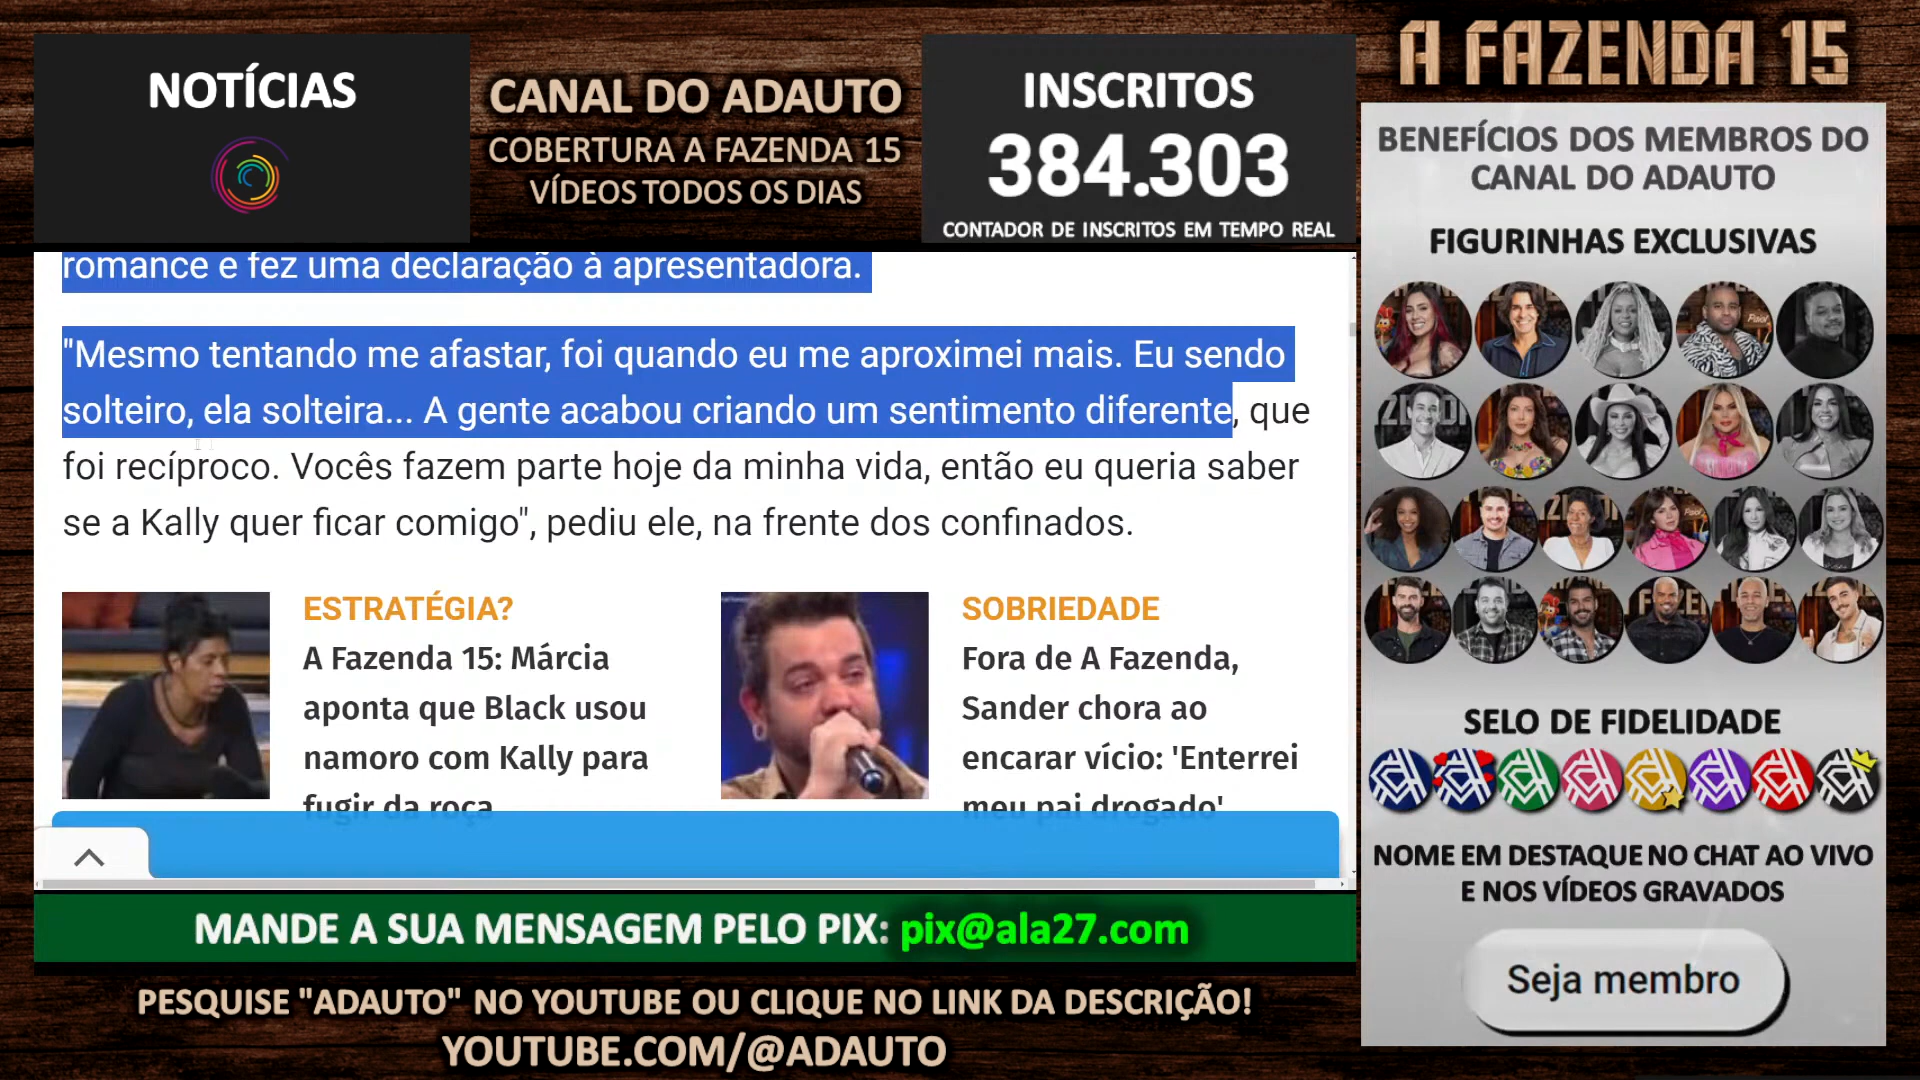 NOTÍCIAS
CANAL DO ADAUTO
COBERTURA A FAZENDA 15
VÍDEOS TODOS OS DIAS
INSCRITOS
384.303
CONTADOR DE INSCRITOS EM TEMPO REAL
A FAZENDA 15
BENEFÍCIOS DOS MEMBROS DO
CANAL DO ADAUTO
FIGURINHAS EXCLUSIVAS
SELO DE FIDELIDADE
NOME EM DESTAQUE NO CHAT AO VIVO
E NOS VÍDEOS GRAVADOS
Seja membro
romance e fez uma declaração à apresentadora.
"Mesmo tentando me afastar, foi quando eu me aproximei mais. Eu sendo
solteiro, ela solteira... A gente acabou criando um sentimento diferente, que
foi recíproco. Vocês fazem parte hoje da minha vida, então eu queria saber
se a Kally quer ficar comigo", pediu ele, na frente dos confinados.
ESTRATÉGIA?
A Fazenda 15: Márcia
aponta que Black usou
namoro com Kally para
fugir da roça
SOBRIEDADE
Fora de A Fazenda,
Sander chora ao
encarar vício: 'Enterrei
meu pai drogado'
MANDE A SUA MENSAGEM PELO PIX: pix@ala27.com
PESQUISE "ADAUTO" NO YOUTUBE OU CLIQUE NO LINK DA DESCRIÇÃO!
YOUTUBE.COM/@ADAUTO